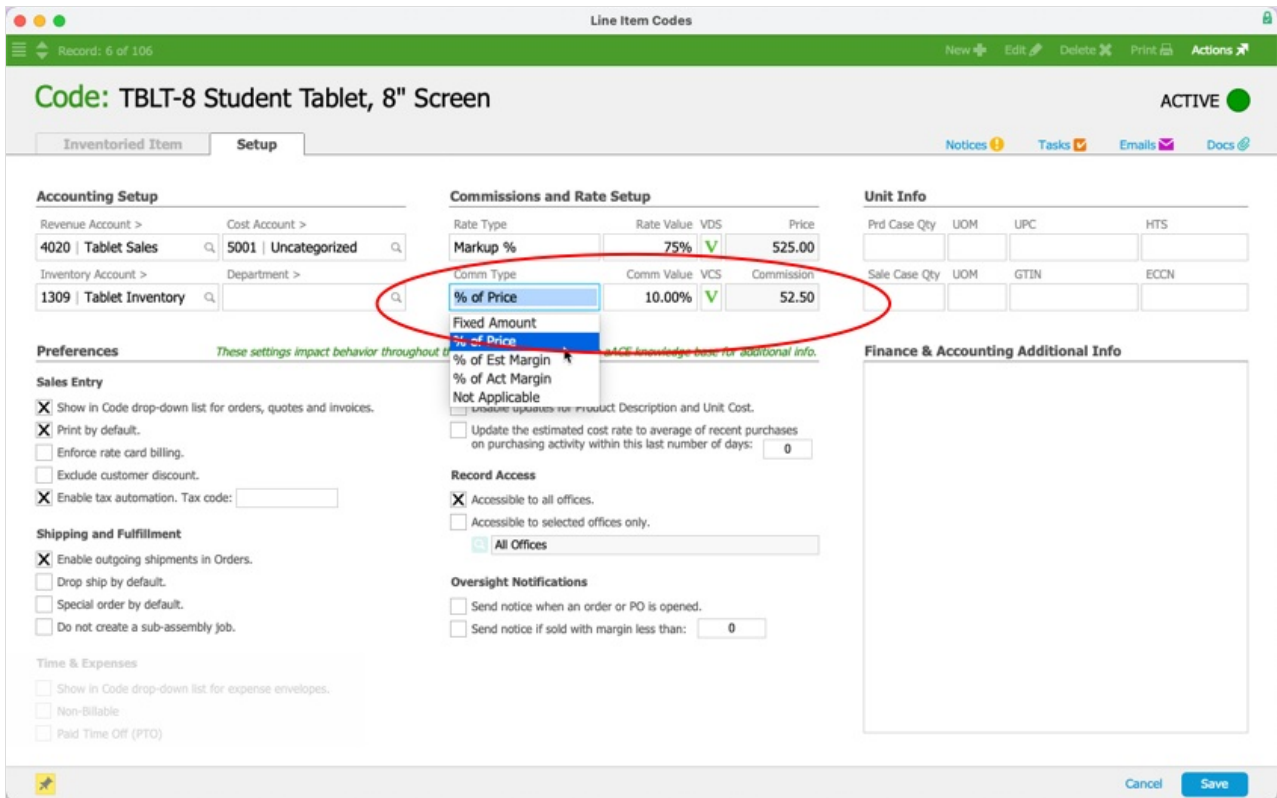 Line Item Codes
Record: 6 of 106
New Edit Delete Print Actions
Code: TBLT-8 Student Tablet, 8" Screen
ACTIVE
Inventoried Item Setup
Notices Tasks Emails Docs
Accounting Setup
Revenue Account > Cost Account >
4020 | Tablet Sales 5001 | Uncategorized
Inventory Account > Department >
1309 | Tablet Inventory
Commissions and Rate Setup
Rate Type Rate Value VDS Price
Markup % 75% V 525.00
Comm Type Comm Value VCS Commission
% of Price 10.00% V 52.50
Fixed Amount
% of Price
% of Est Margin
% of Act Margin
Not Applicable
Unit Info
Prd Case Qty UOM UPC HTS
Sale Case Qty UOM GTIN ECCN
Preferences These settings impact behavior throughout aACE knowledge base for additional info.
Sales Entry
X Show in Code drop-down list for orders, quotes and invoices.
X Print by default.
Enforce rate card billing.
Exclude customer discount.
X Enable tax automation. Tax code:
Shipping and Fulfillment
X Enable outgoing shipments in Orders.
Drop ship by default.
Special order by default.
Do not create a sub-assembly job.
Time & Expenses
Show in Code drop-down list for expense envelopes.
Non-Billable
Paid Time Off (PTO)
Disable updates for Product Description and Unit Cost.
Update the estimated cost rate to average of recent purchases
on purchasing activity within this last number of days: 0
Record Access
X Accessible to all offices.
Accessible to selected offices only.
All Offices
Oversight Notifications
Send notice when an order or PO is opened.
Send notice if sold with margin less than: 0
Finance & Accounting Additional Info
Cancel Save